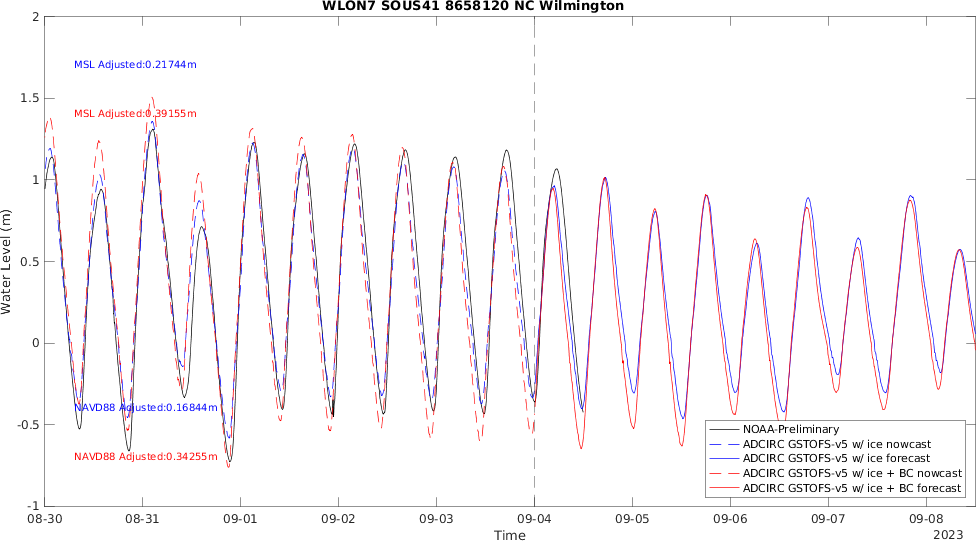 WLON7 SOUS41 8658120 NC Wilmington
2
1.5
1
0.5
0
-0.5
-1
Water Level (m)
MSL Adjusted:0.21744m
MSL Adjusted:0.39155m
NAVD88 Adjusted:0.16844m
NAVD88 Adjusted:0.34255m
NOAA-Preliminary
ADCIRC GSTOFS-v5 w/ ice nowcast
ADCIRC GSTOFS-v5 w/ ice forecast
ADCIRC GSTOFS-v5 w/ ice + BC nowcast
ADCIRC GSTOFS-v5 w/ ice + BC forecast
08-30 08-31 09-01 09-02 09-03 09-04 09-05 09-06 09-07 09-08
Time
2023